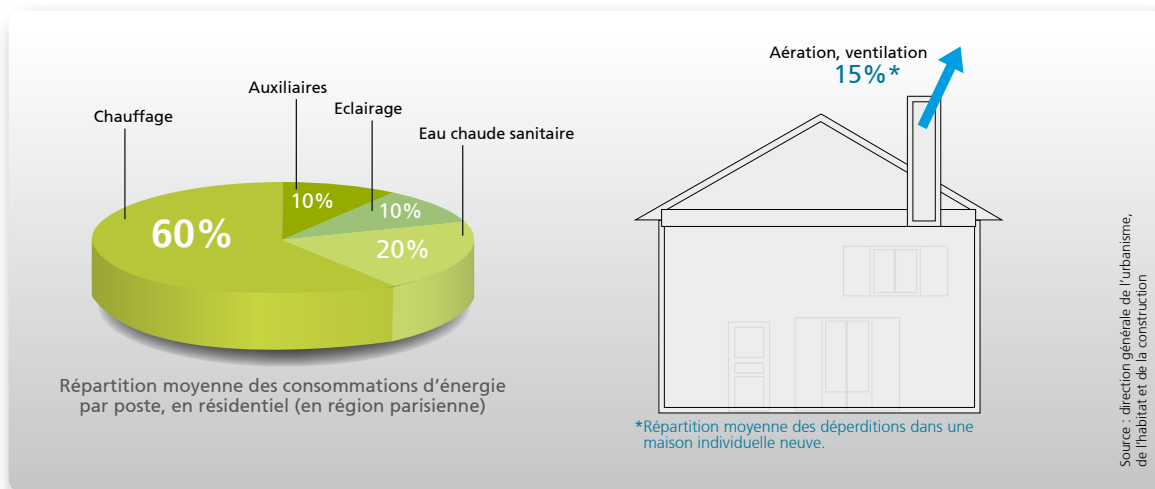 Chauffage
Auxiliaires
Eclairage
Eau chaude sanitaire
60%
10%
10%
20%
Répartition moyenne des consommations d'énergie
par poste, en résidentiel (en région parisienne)
Aération, ventilation
15%*
*Répartition moyenne des déperditions dans une
maison individuelle neuve.
Source : direction générale de l'urbanisme,
de l'habitat et de la construction